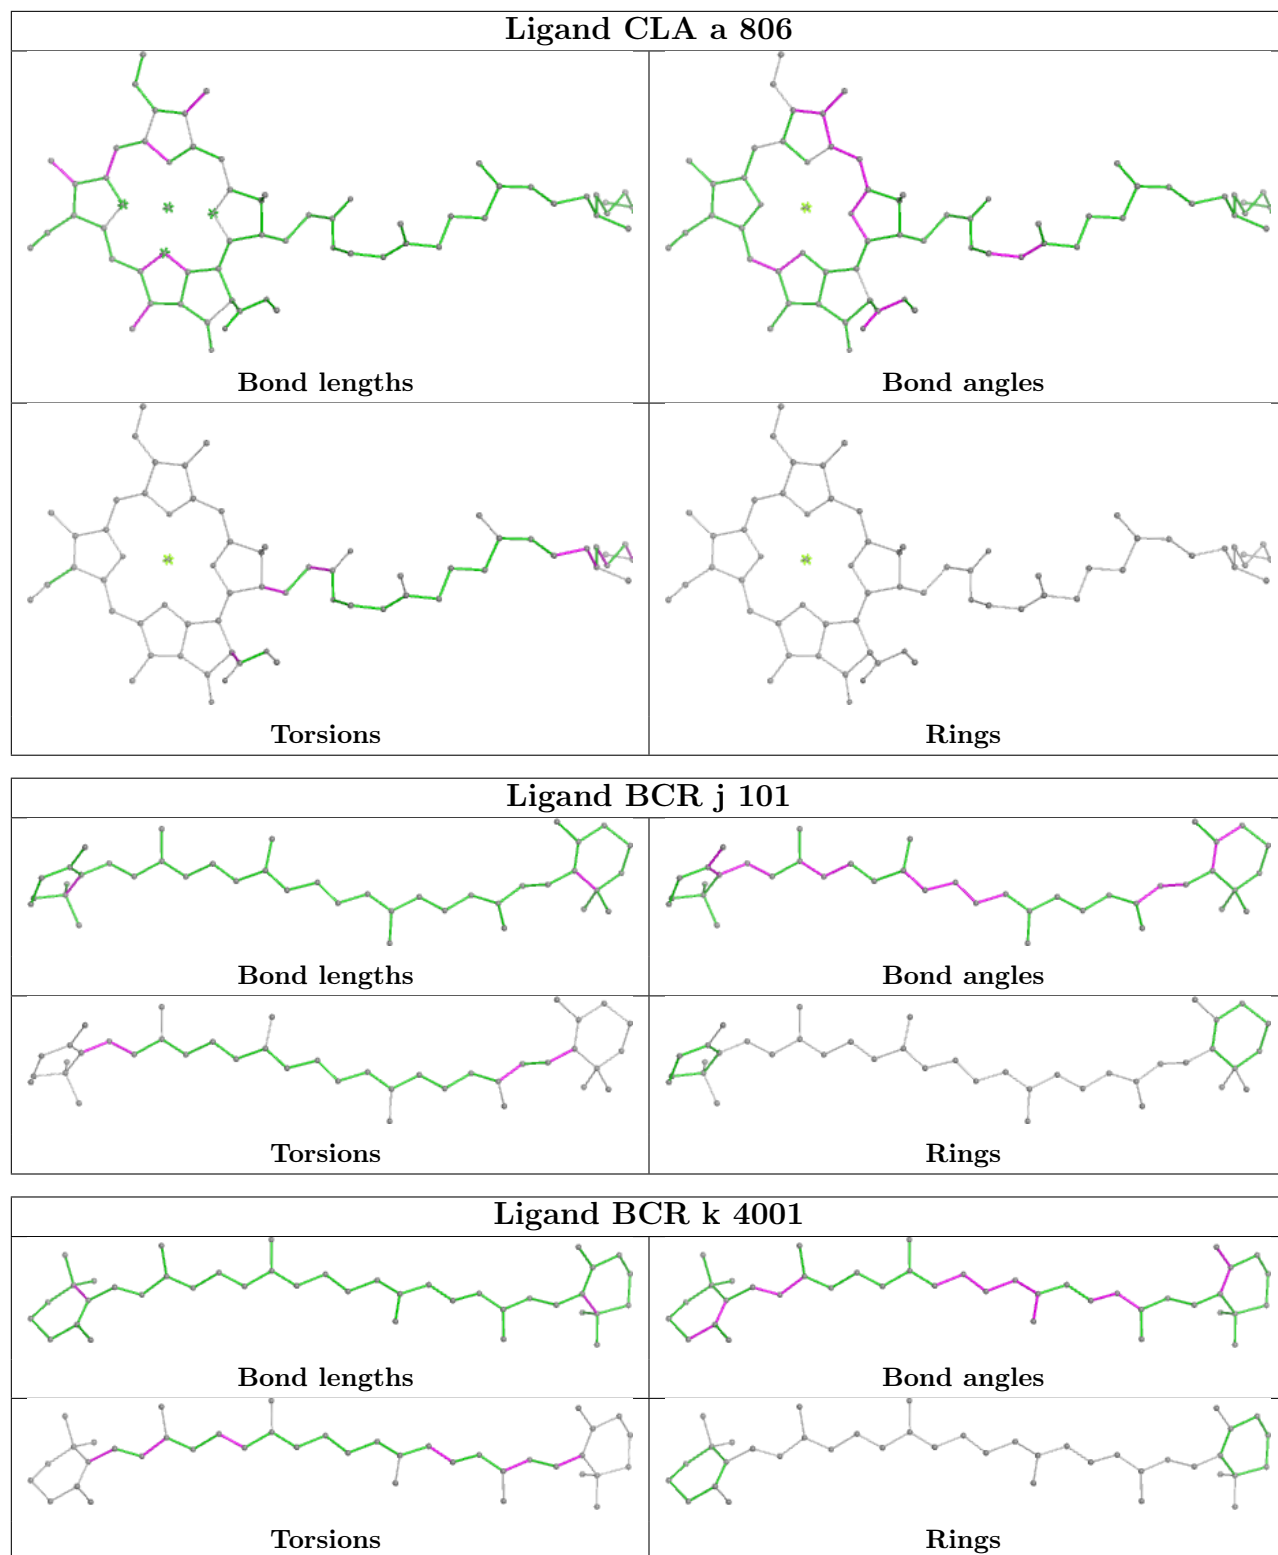 Ligand CLA a 806
Bond lengths
Bond angles
Torsions
Rings
Ligand BCR j 101
Bond lengths
Bond angles
Torsions
Rings
Ligand BCR k 4001
Bond lengths
Bond angles
Torsions
Rings